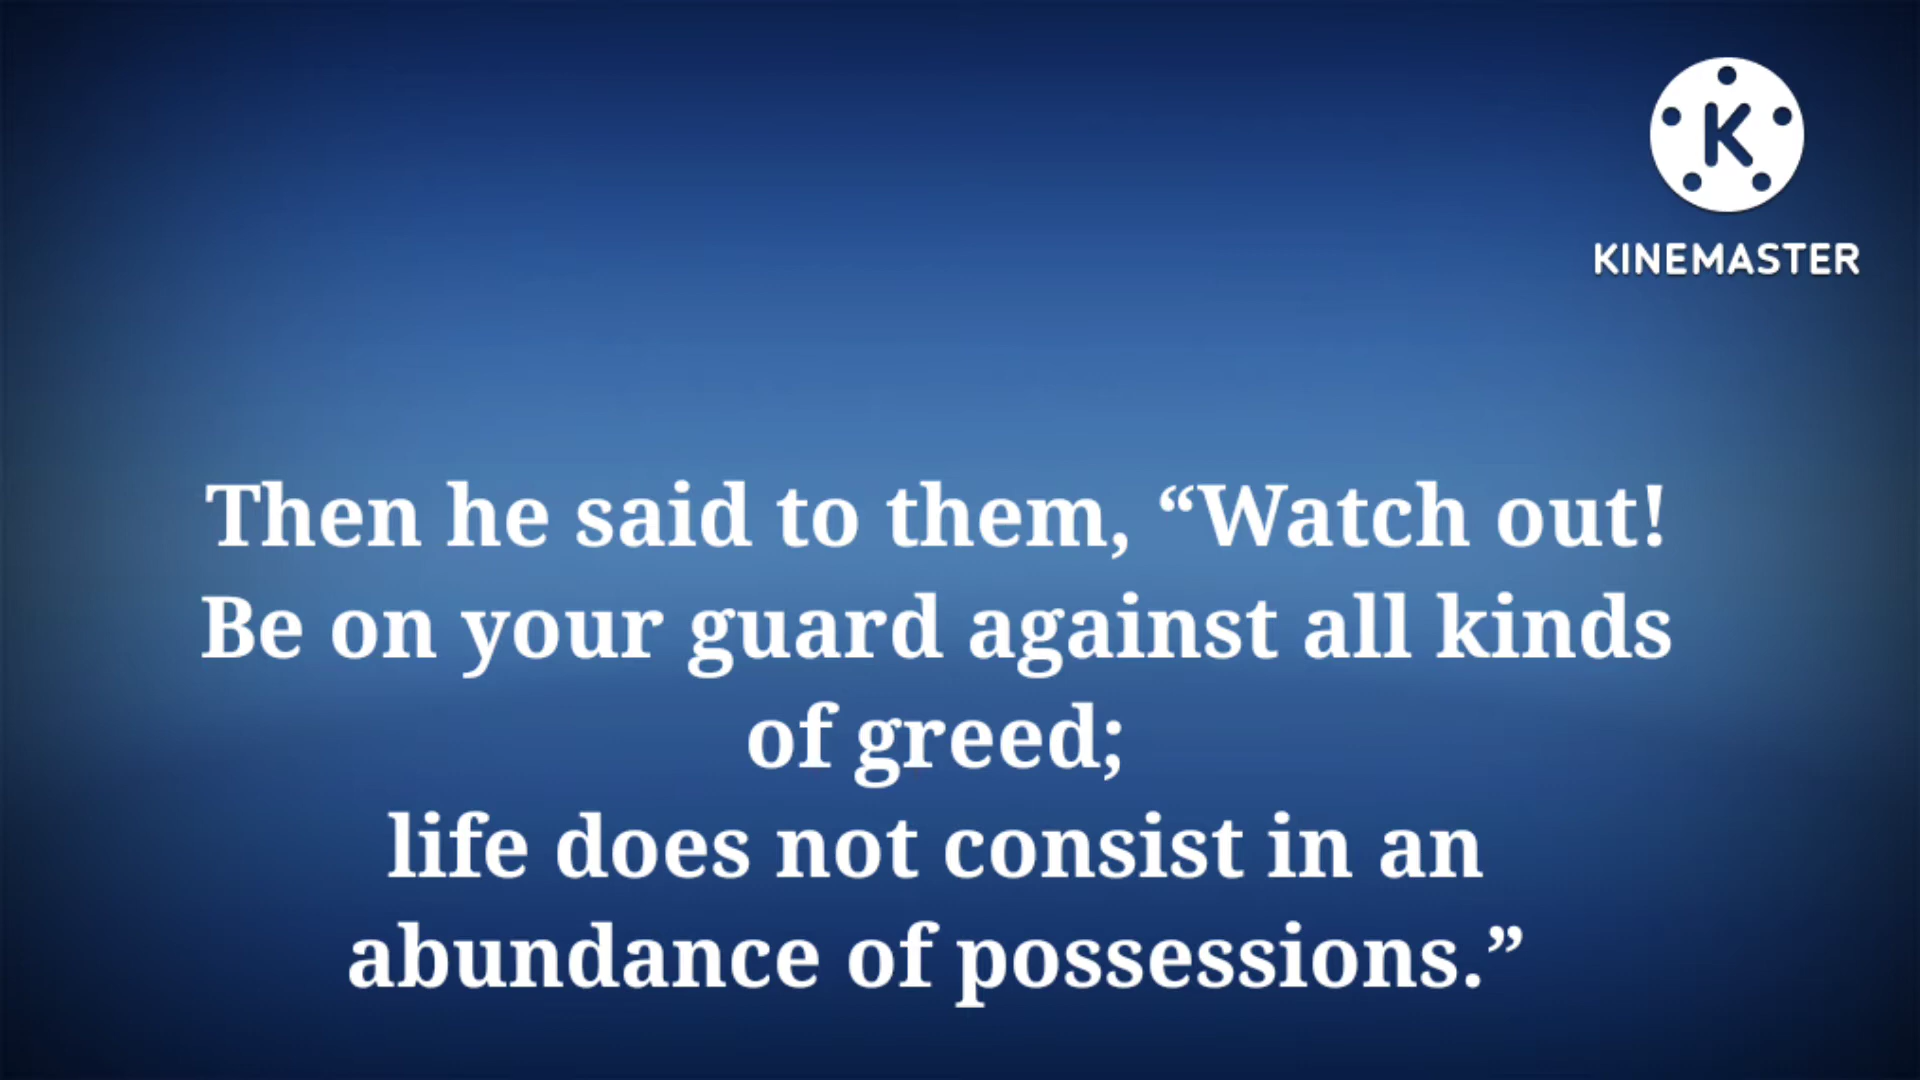 K
KINEMASTER
Then he said to them, “Watch out!
Be on your guard against all kinds
of greed;
life does not consist in an
abundance of possessions.”